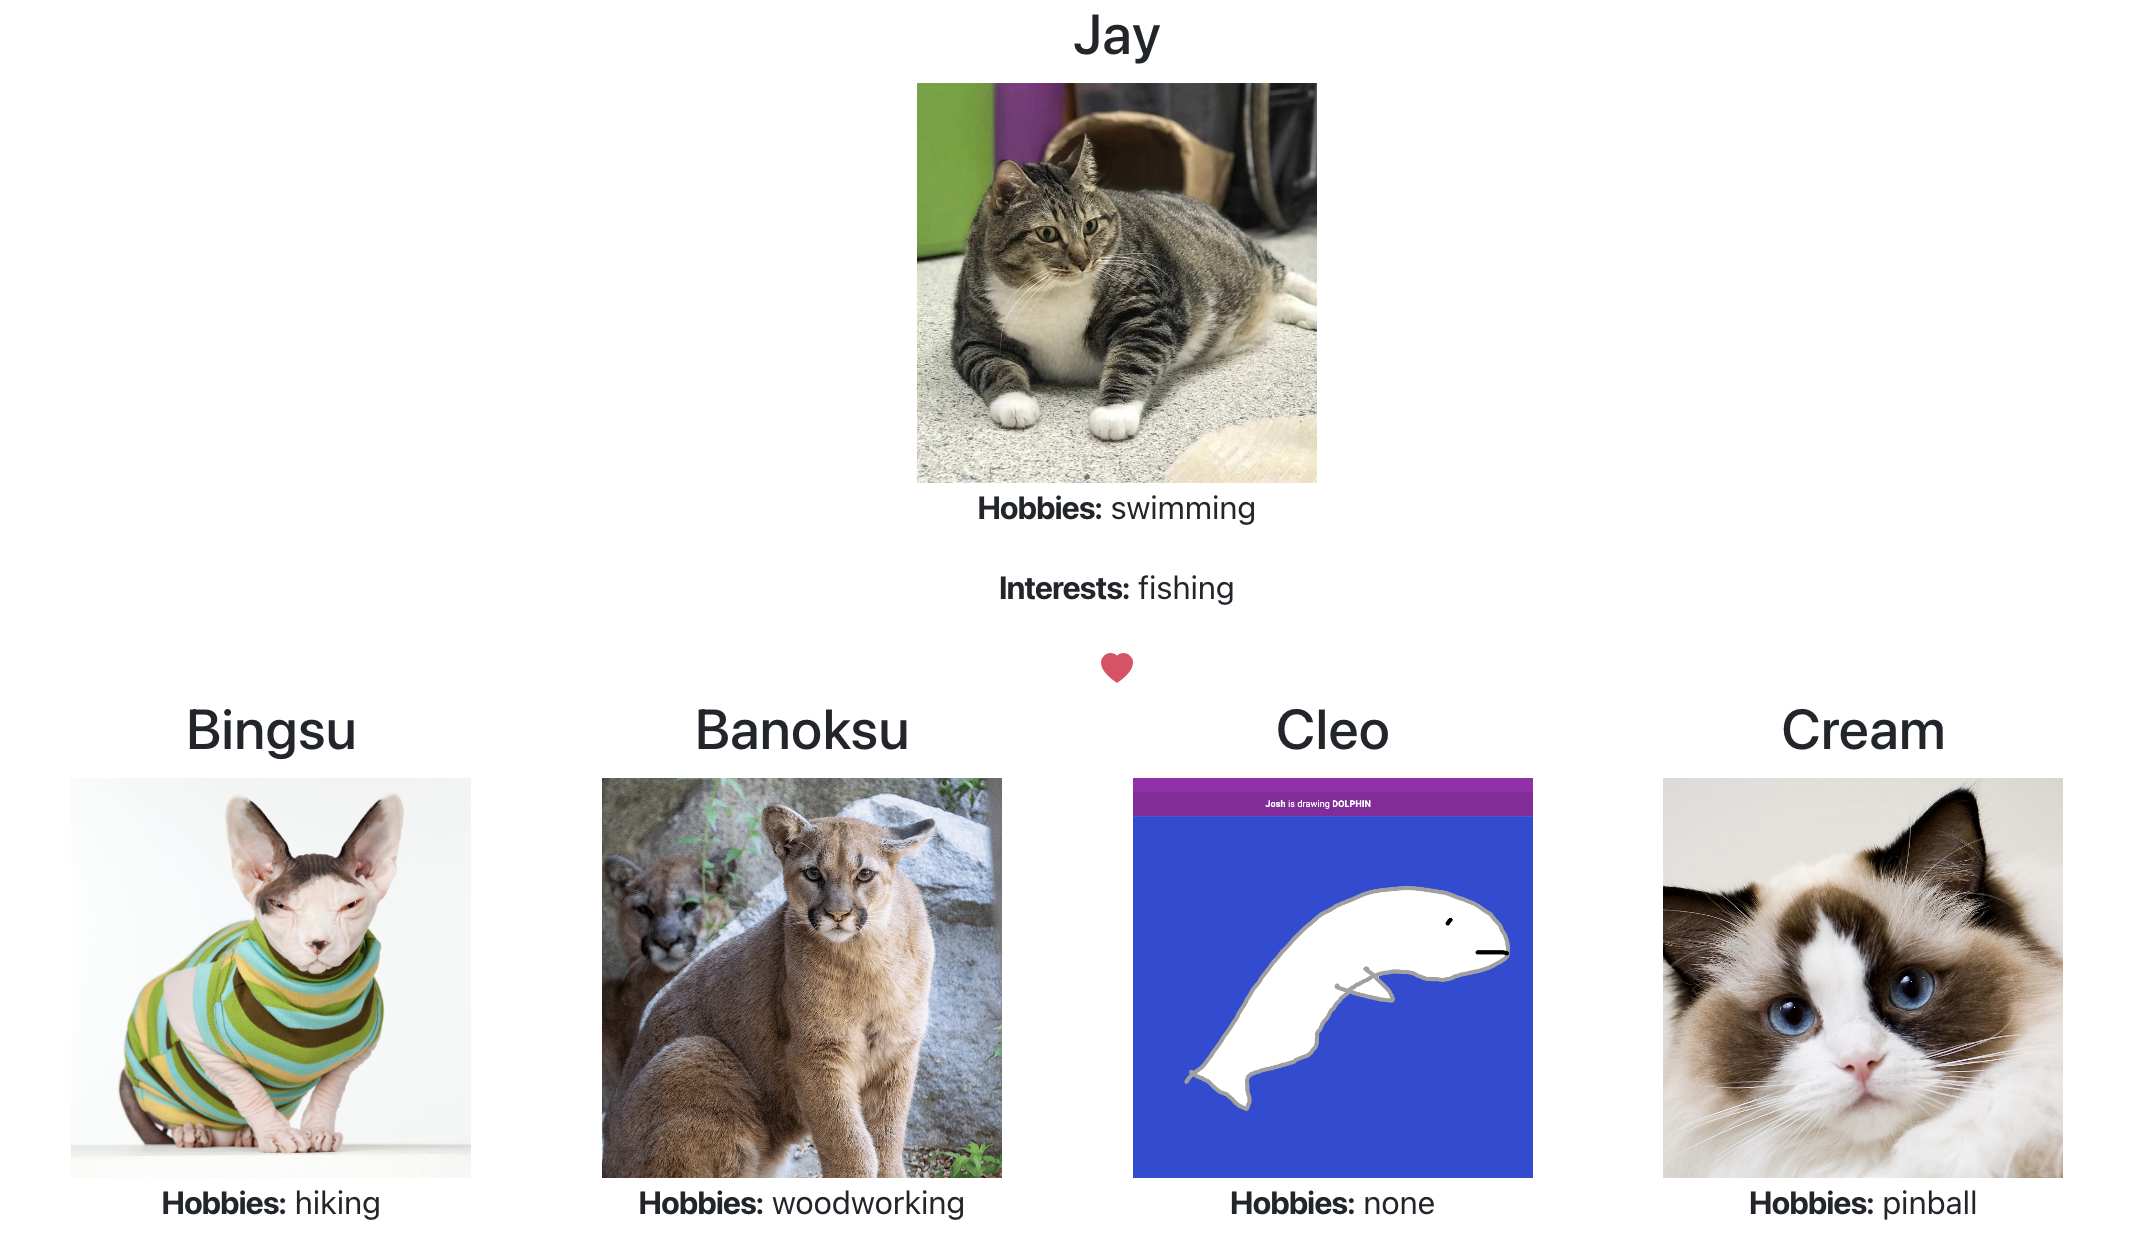 Jay
Hobbies: swimming
Interests: fishing
Bingsu
Banoksu
Cleo
Cream
Josh is drawing DOLPHIN
Hobbies: hiking
Hobbies: woodworking
Hobbies: none
Hobbies: pinball